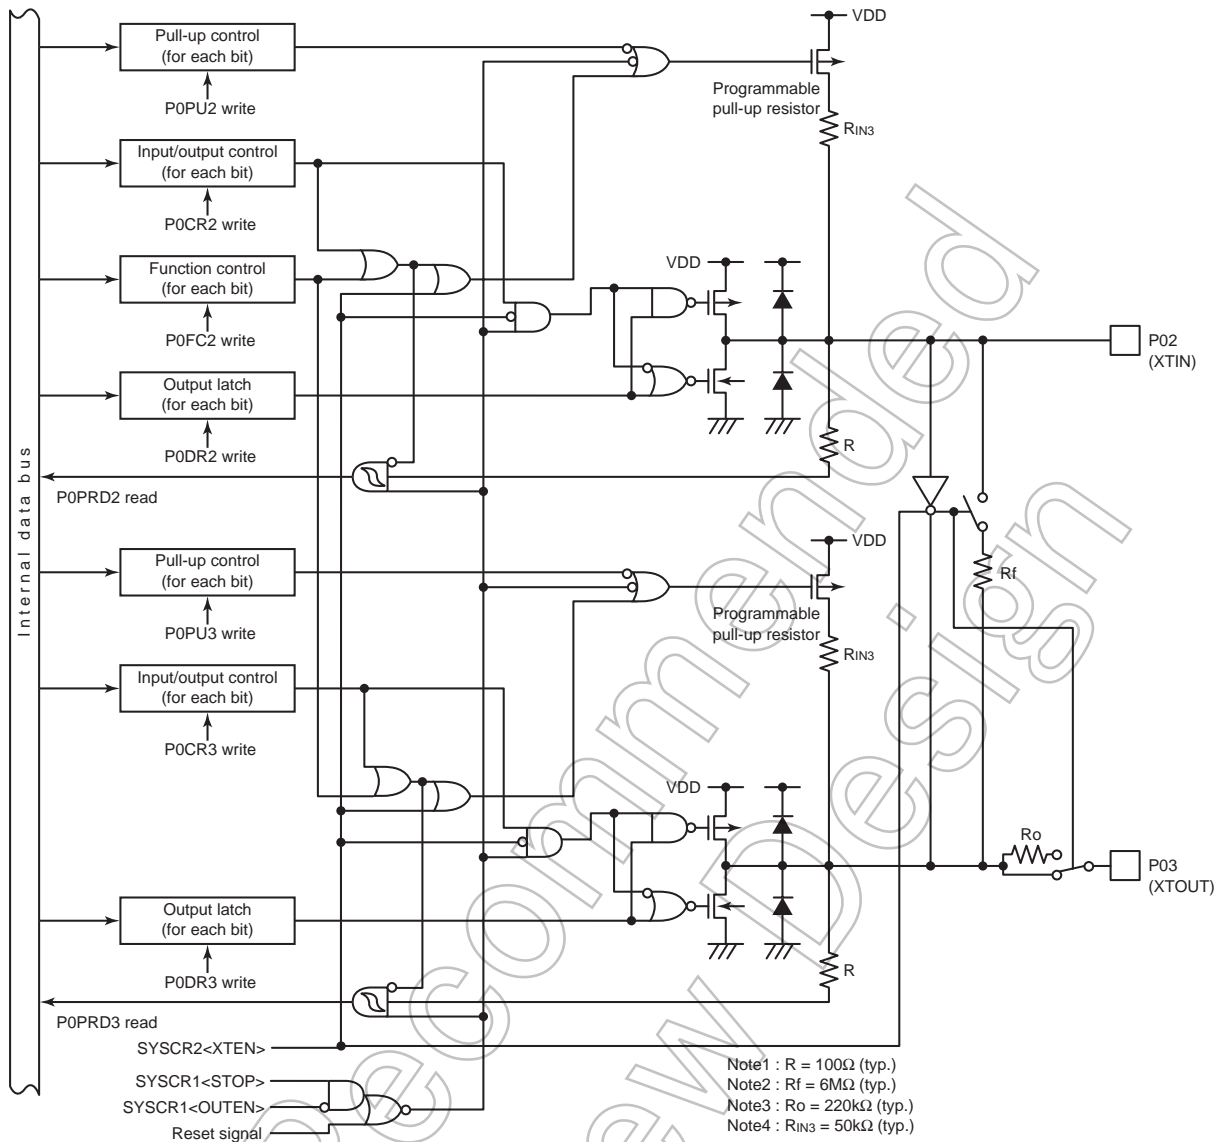 VDD
Pull-up control
(for each bit)
P0PU2 write
Programmable
pull-up resistor
RIN3
Input/output control
(for each bit)
P0CR2 write
Function control
(for each bit)
P0FC2 write
VDD
P02
(XTIN)
Output latch
(for each bit)
P0DR2 write
R
P0PRD2 read
Internal data bus
VDD
Pull-up control
(for each bit)
P0PU3 write
Rf
Programmable
pull-up resistor
RIN3
Input/output control
(for each bit)
P0CR3 write
VDD
Ro
P03
(XTOUT)
Output latch
(for each bit)
P0DR3 write
R
P0PRD3 read
SYSCR2<XTEN>
SYSCR1<STOP>
SYSCR1<OUTEN>
Reset signal
Note1 : R = 100Ω (typ.)
Note2 : Rf = 6MΩ (typ.)
Note3 : Ro = 220kΩ (typ.)
Note4 : RIN3 = 50kΩ (typ.)
Recommended
Design